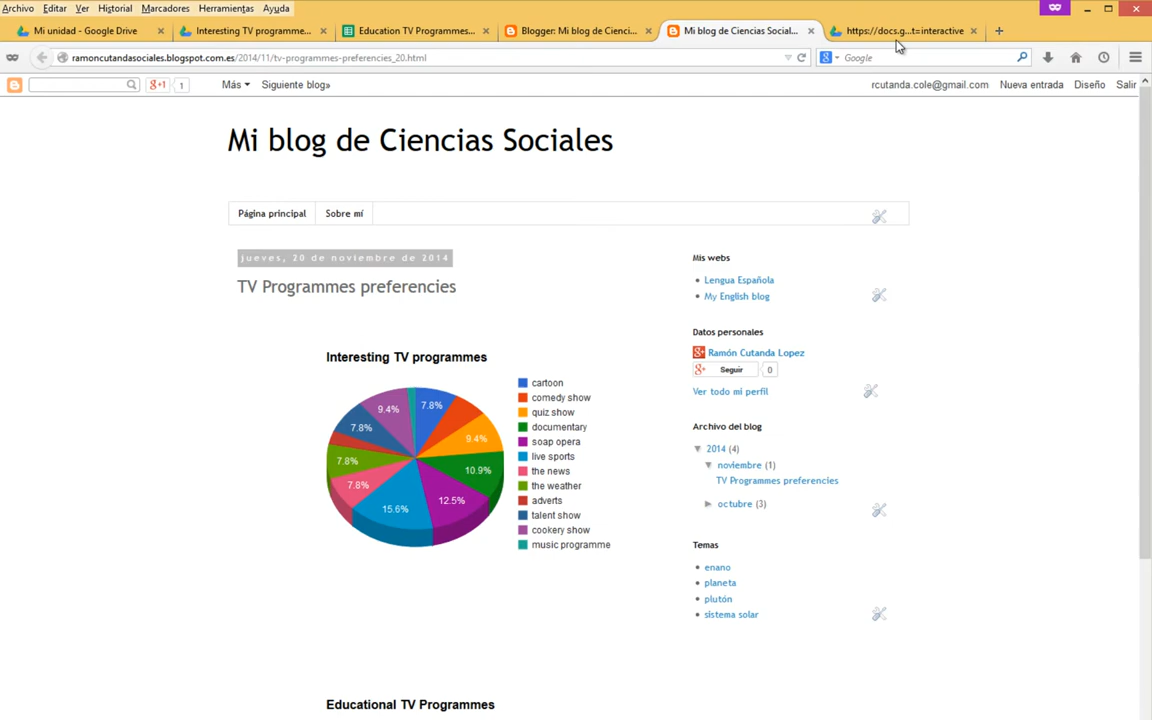 Archivo Editar Ver Historial Marcadores Herramientas Ayuda
Mi unidad - Google Drive Interesting TV programme... Education TV Programmes... Blogger: Mi blog de Cienci... Mi blog de Ciencias Social... https://docs.g...t=interactive
ramoncutandasociales.blogspot.com.es/2014/11/tv-programmes-preferencies_20.html Google
g+1 1 Más Siguiente blog» rcutanda.cole@gmail.com Nueva entrada Diseño Salir
Mi blog de Ciencias Sociales
Página principal Sobre mí
jueves, 20 de noviembre de 2014
TV Programmes preferencies
Interesting TV programmes
7.8%
9.4%
10.9%
12.5%
15.6%
7.8%
7.8%
7.8%
9.4%
cartoon
comedy show
quiz show
documentary
soap opera
live sports
the news
the weather
adverts
talent show
cookery show
music programme
Educational TV Programmes
Mis webs
Lengua Española
My English blog
Datos personales
Ramón Cutanda Lopez
Seguir 0
Ver todo mi perfil
Archivo del blog
▼ 2014 (4)
▼ noviembre (1)
TV Programmes preferencies
► octubre (3)
Temas
enano
planeta
plutón
sistema solar